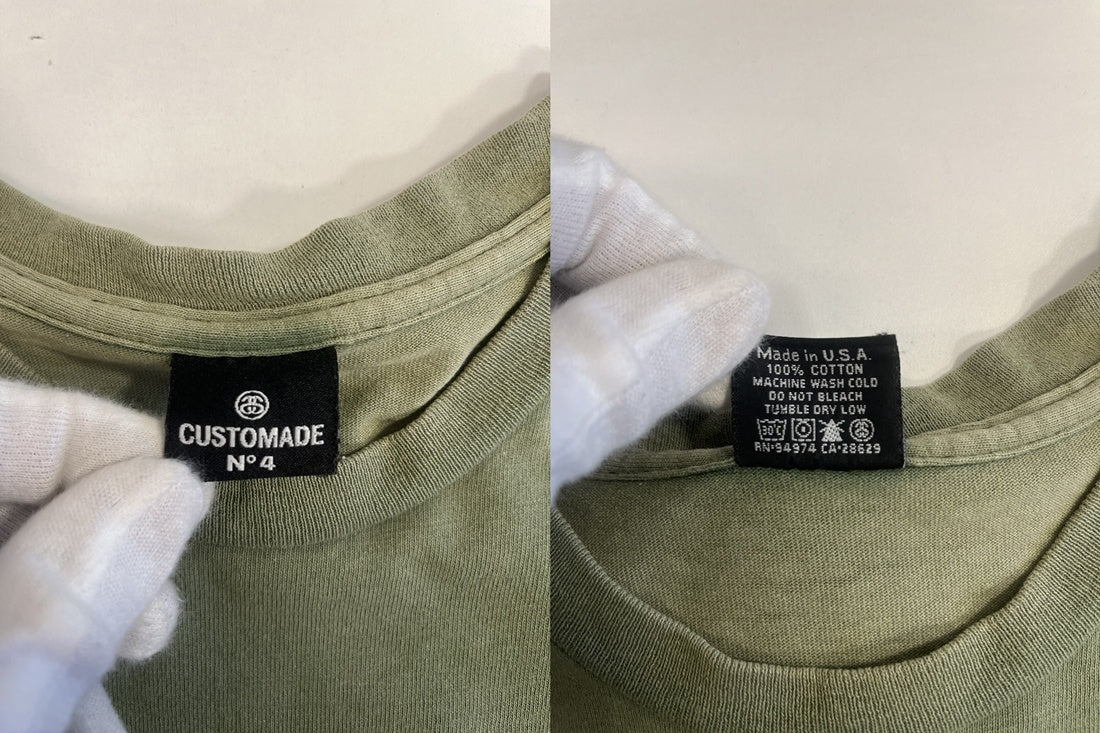 CUSTOMADE
Nº 4
Made in U.S.A.
100% COTTON
MACHINE WASH COLD
DO NOT BLEACH
TUMBLE DRY LOW
30°C
RN•94974 CA•28629